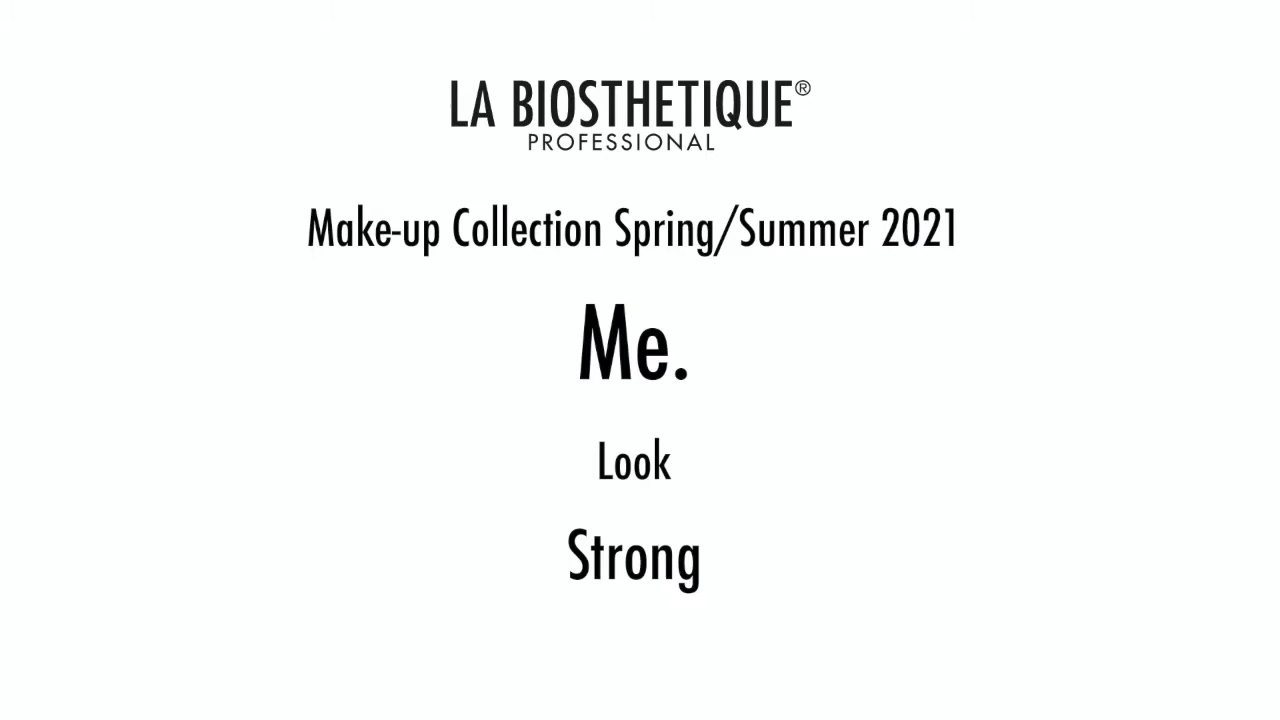 LA BIOSTHETIQUE®
PROFESSIONAL
Make-up Collection Spring/Summer 2021
Me.
Look
Strong